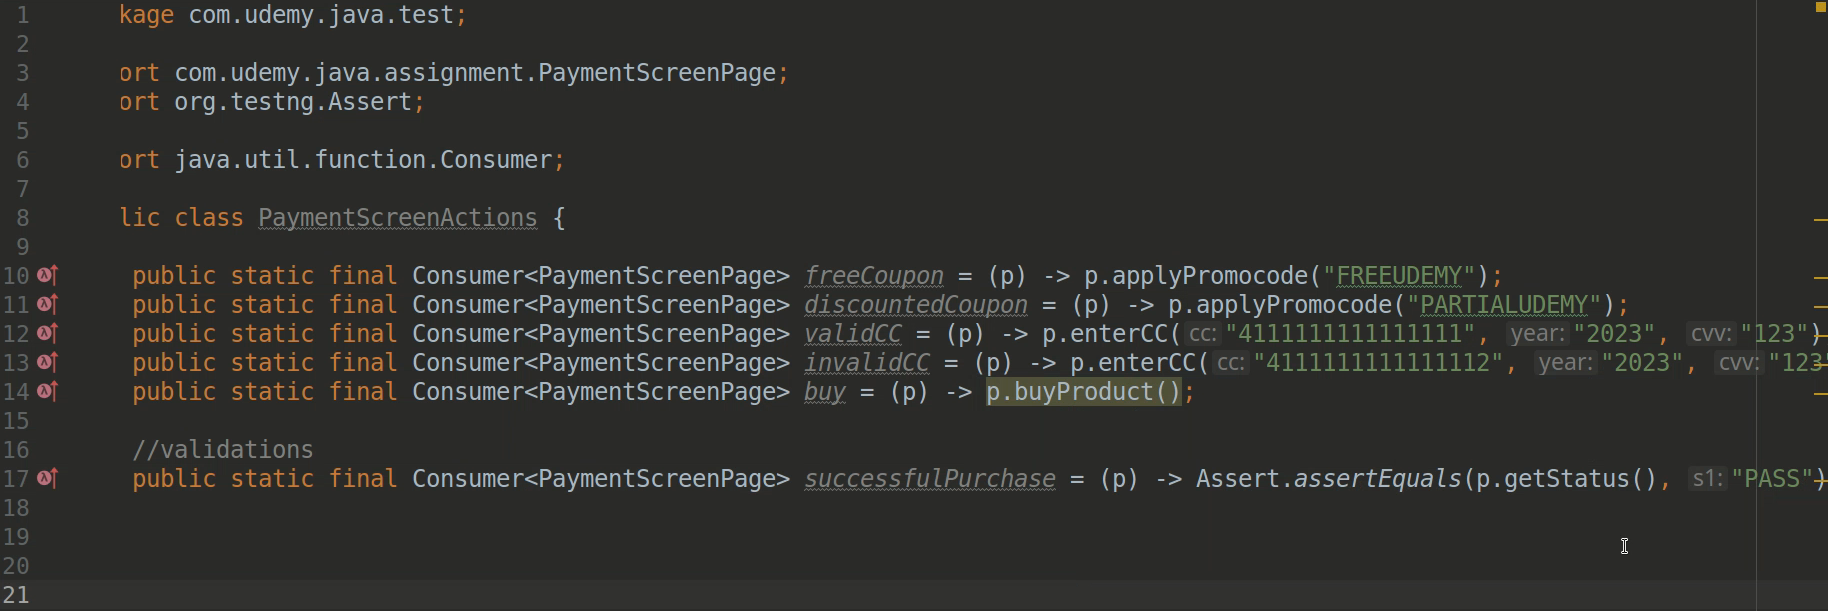 1 kage com.udemy.java.test;
2
3 ort com.udemy.java.assignment.PaymentScreenPage;
4 ort org.testng.Assert;
5
6 ort java.util.function.Consumer;
7
8 lic class PaymentScreenActions {
9
10 public static final Consumer<PaymentScreenPage> freeCoupon = (p) -> p.applyPromocode("FREEUDEMY");
11 public static final Consumer<PaymentScreenPage> discountedCoupon = (p) -> p.applyPromocode("PARTIALUDEMY");
12 public static final Consumer<PaymentScreenPage> validCC = (p) -> p.enterCC( cc: "4111111111111111", year: "2023", cvv: "123")
13 public static final Consumer<PaymentScreenPage> invalidCC = (p) -> p.enterCC( cc: "4111111111111112", year: "2023", cvv: "123"
14 public static final Consumer<PaymentScreenPage> buy = (p) -> p.buyProduct();
15
16 //validations
17 public static final Consumer<PaymentScreenPage> successfulPurchase = (p) -> Assert.assertEquals(p.getStatus(), s1: "PASS")
18
19
20
21